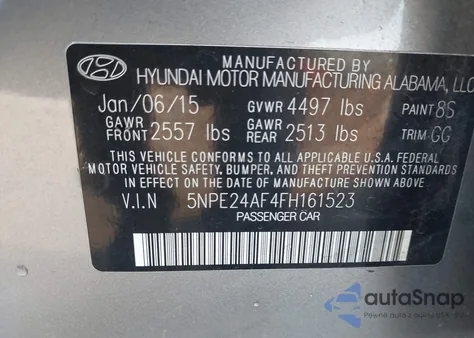 MANUFACTURED BY
HYUNDAI MOTOR MANUFACTURING ALABAMA, LLC
Jan/06/15 GVWR 4497 lbs PAINT 8S
GAWR FRONT 2557 lbs GAWR REAR 2513 lbs TRIM GG
THIS VEHICLE CONFORMS TO ALL APPLICABLE U.S.A. FEDERAL
MOTOR VEHICLE SAFETY, BUMPER, AND THEFT PREVENTION STANDARDS
IN EFFECT ON THE DATE OF MANUFACTURE SHOWN ABOVE.
V.I.N 5NPE24AF4FH161523
PASSENGER CAR
autoSnap